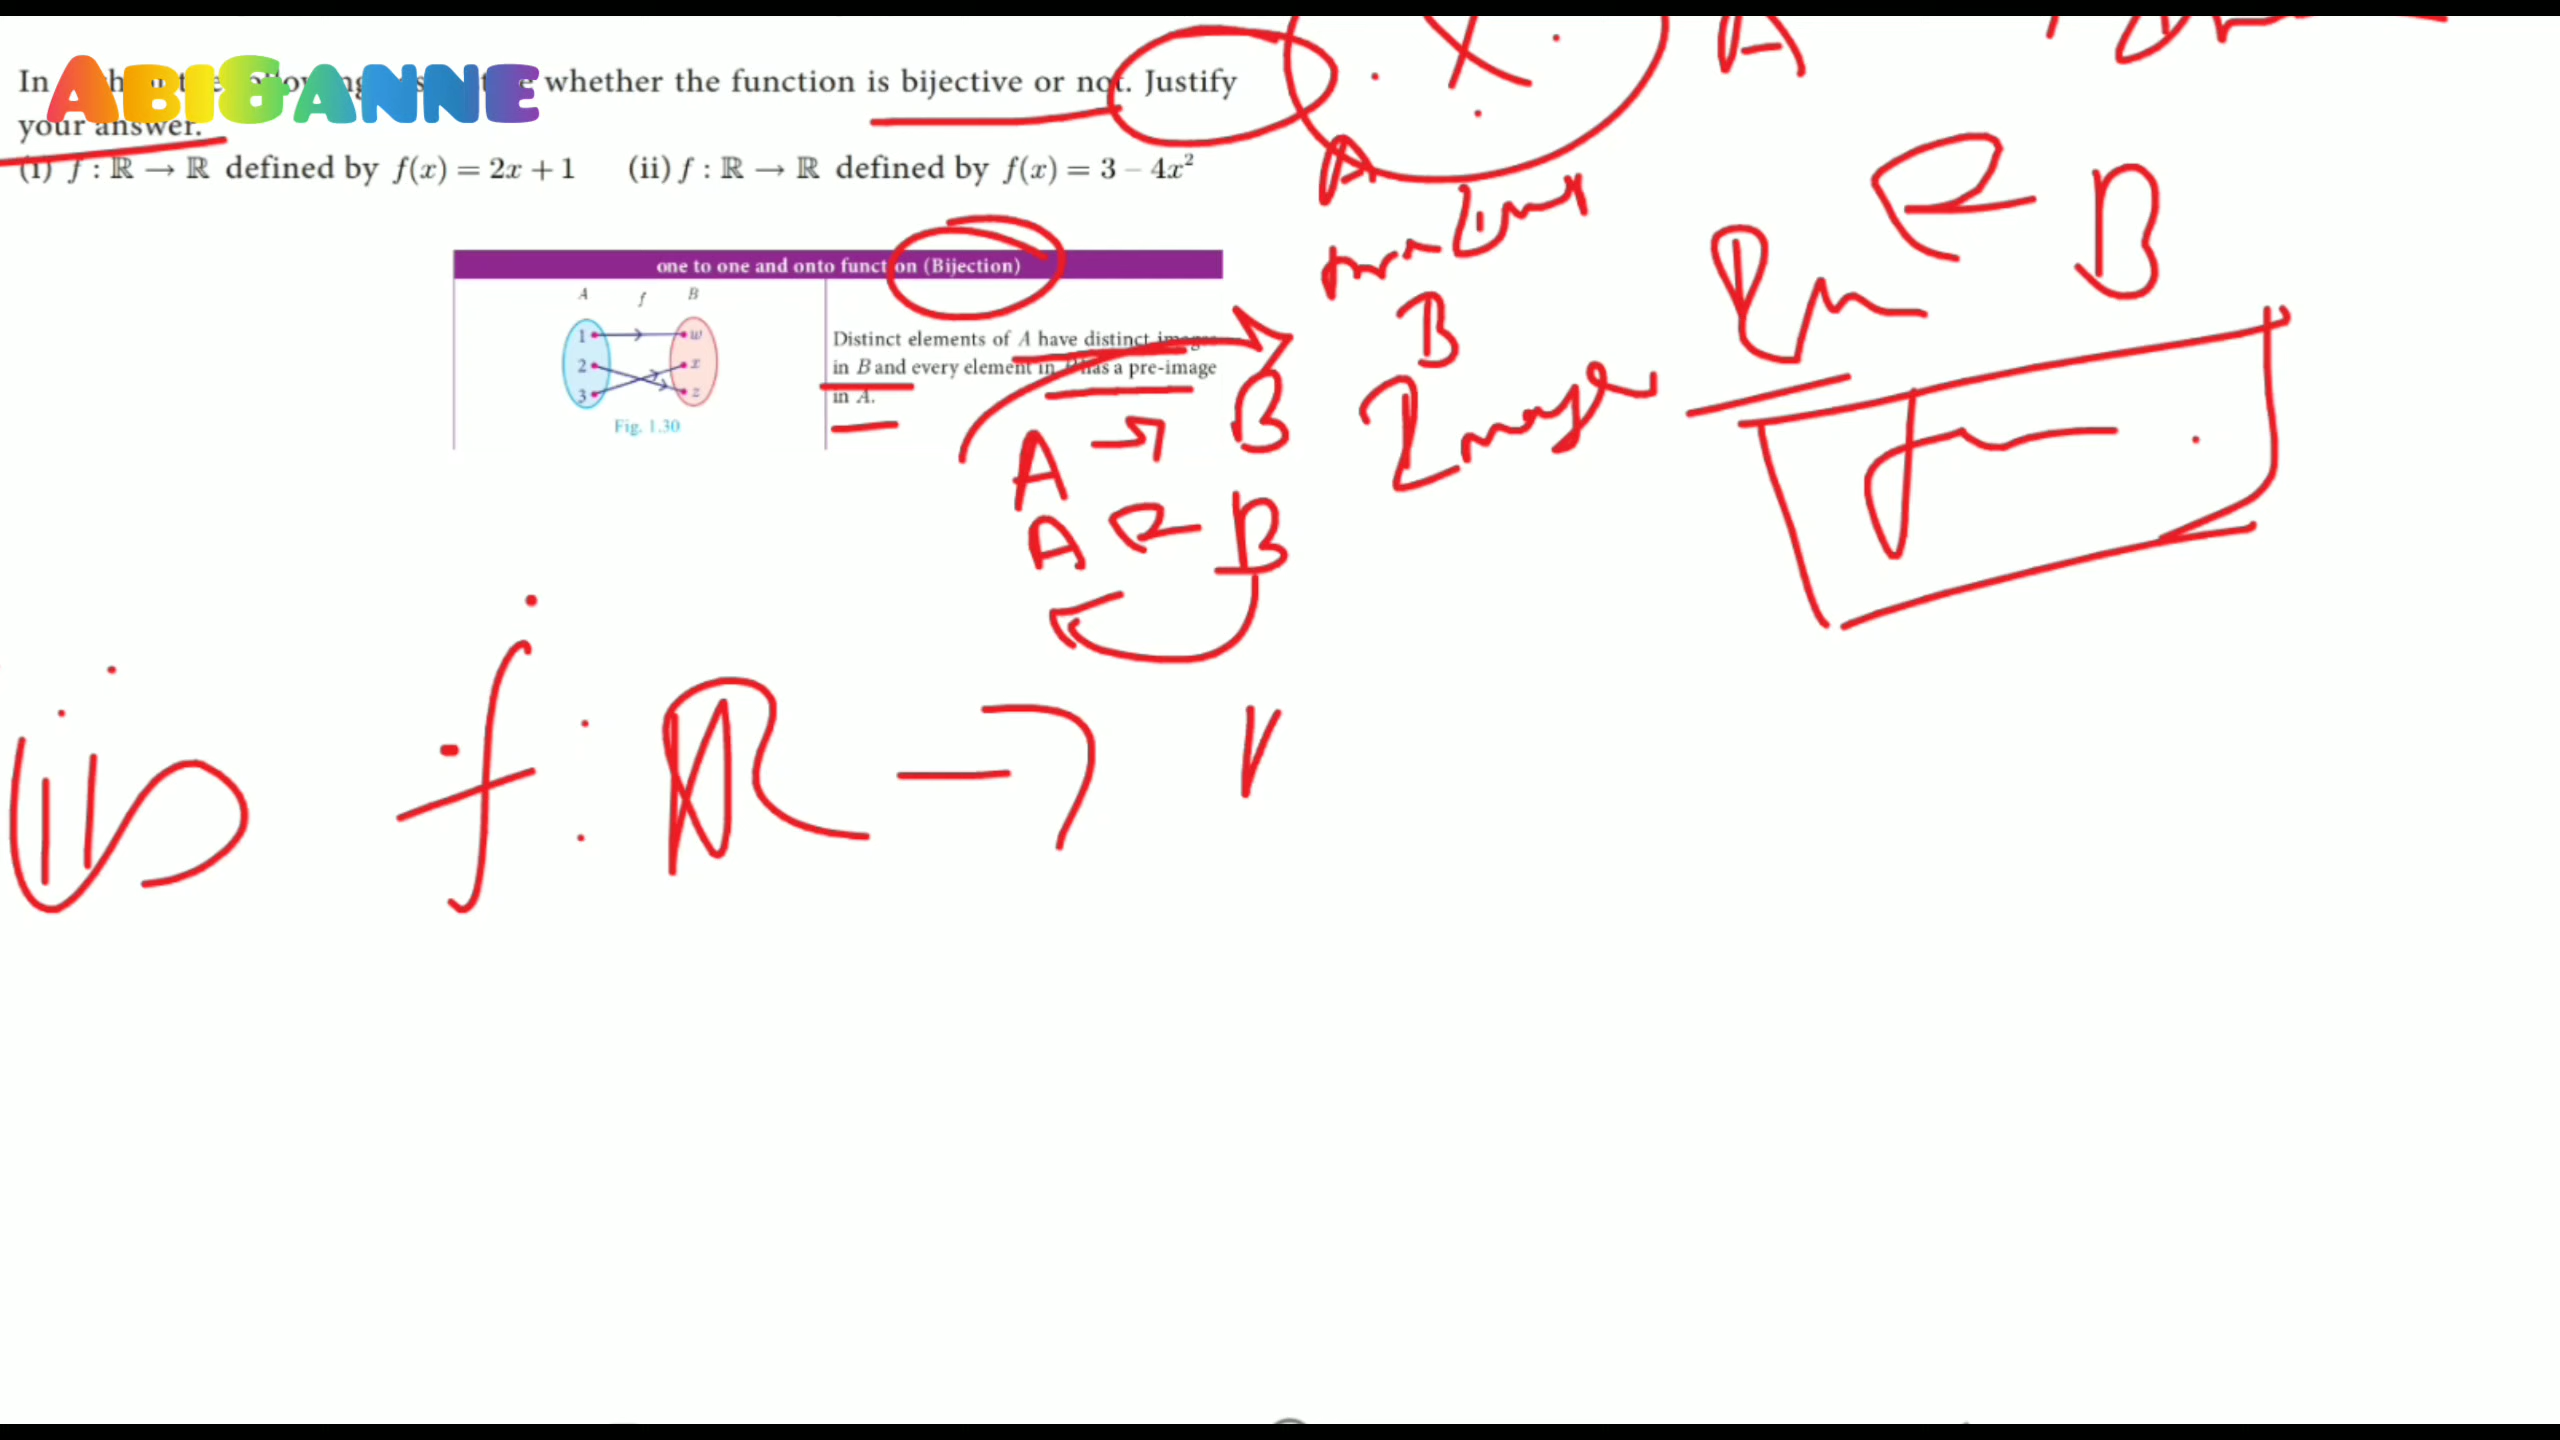 ABI&ANNE
In whether the function is bijective or not. Justify
your answer.
(i) f : ℝ → ℝ defined by f(x) = 2x + 1 (ii) f : ℝ → ℝ defined by f(x) = 3 – 4x²
one to one and onto function (Bijection)
A f B
1 w
2 x
3 z
Fig. 1.30
Distinct elements of A have distinct images
in B and every element in B has a pre-image
in A.
A → B
A ← B
B
Image
A
B
f : R →